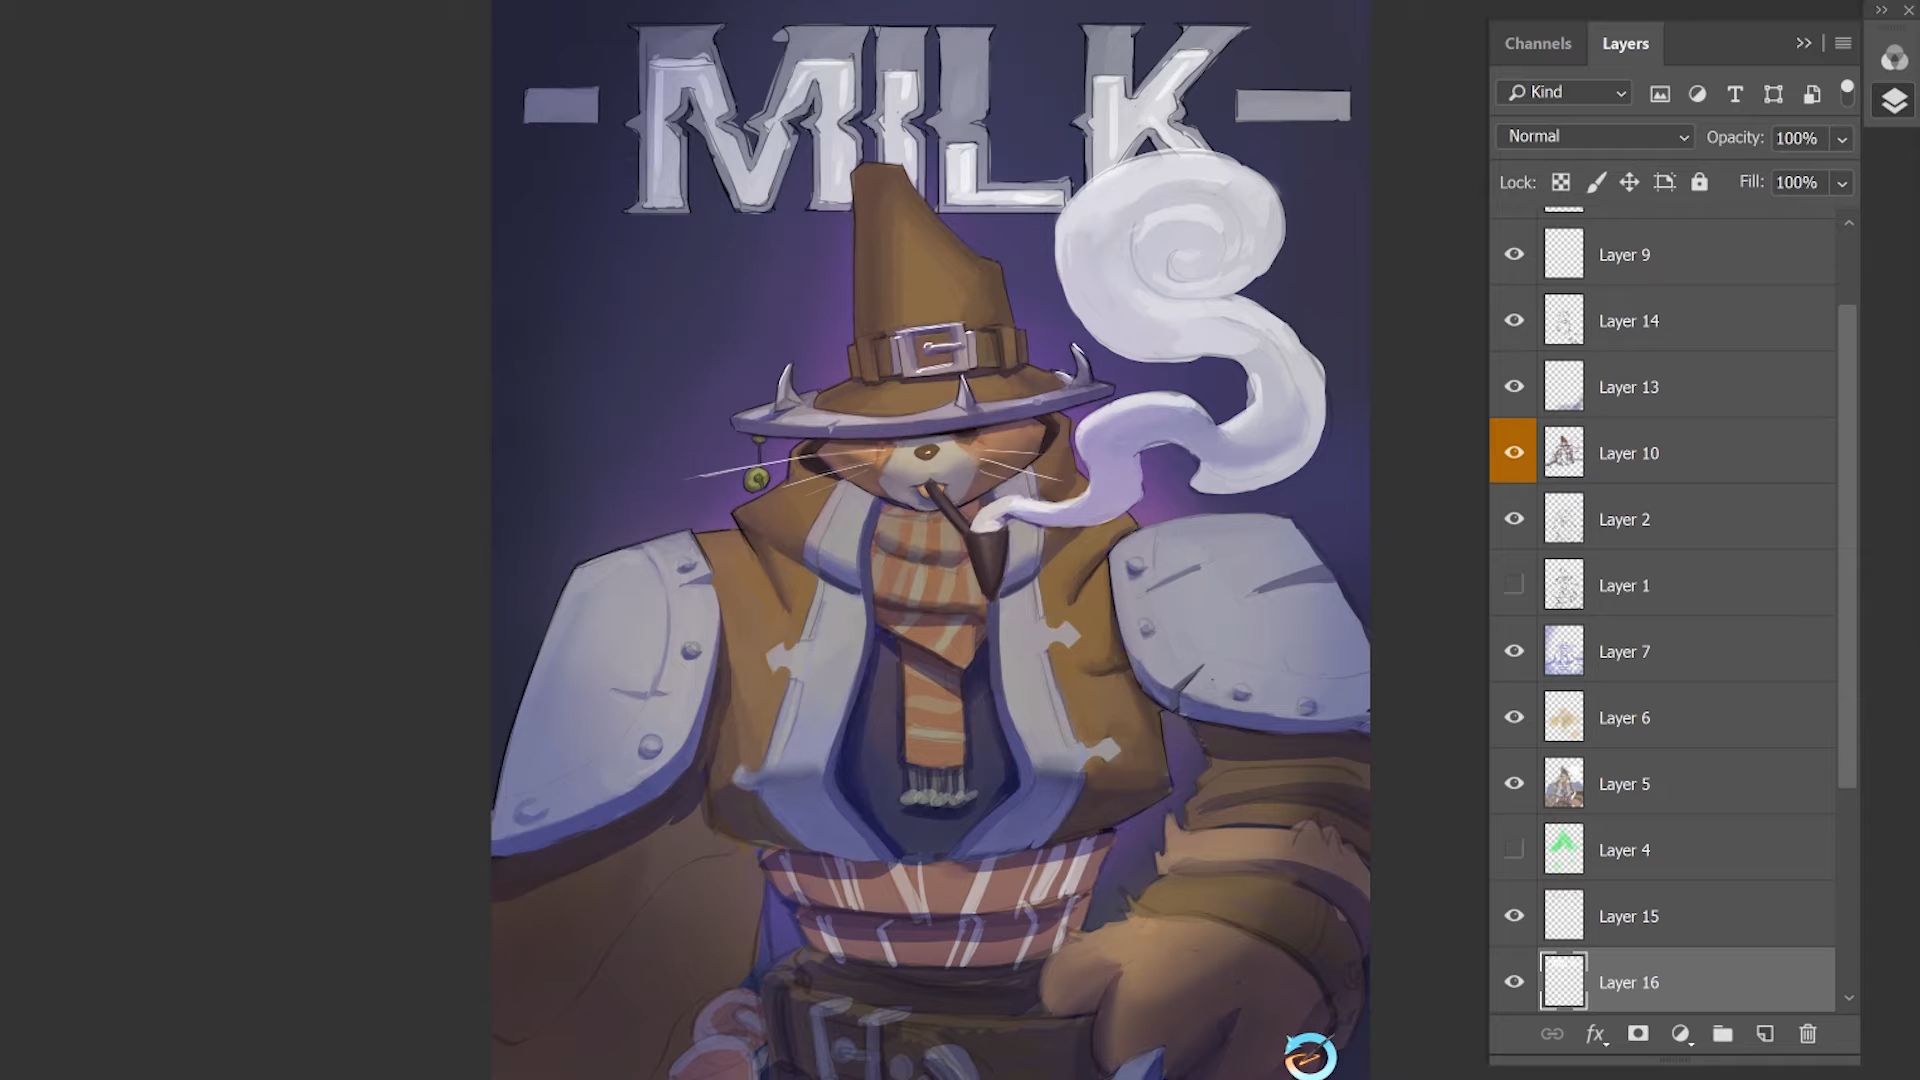 -MILK-
Channels
Layers
Kind
Normal
Opacity: 100%
Lock:
Fill: 100%
Layer 9
Layer 14
Layer 13
Layer 10
Layer 2
Layer 1
Layer 7
Layer 6
Layer 5
Layer 4
Layer 15
Layer 16
fx